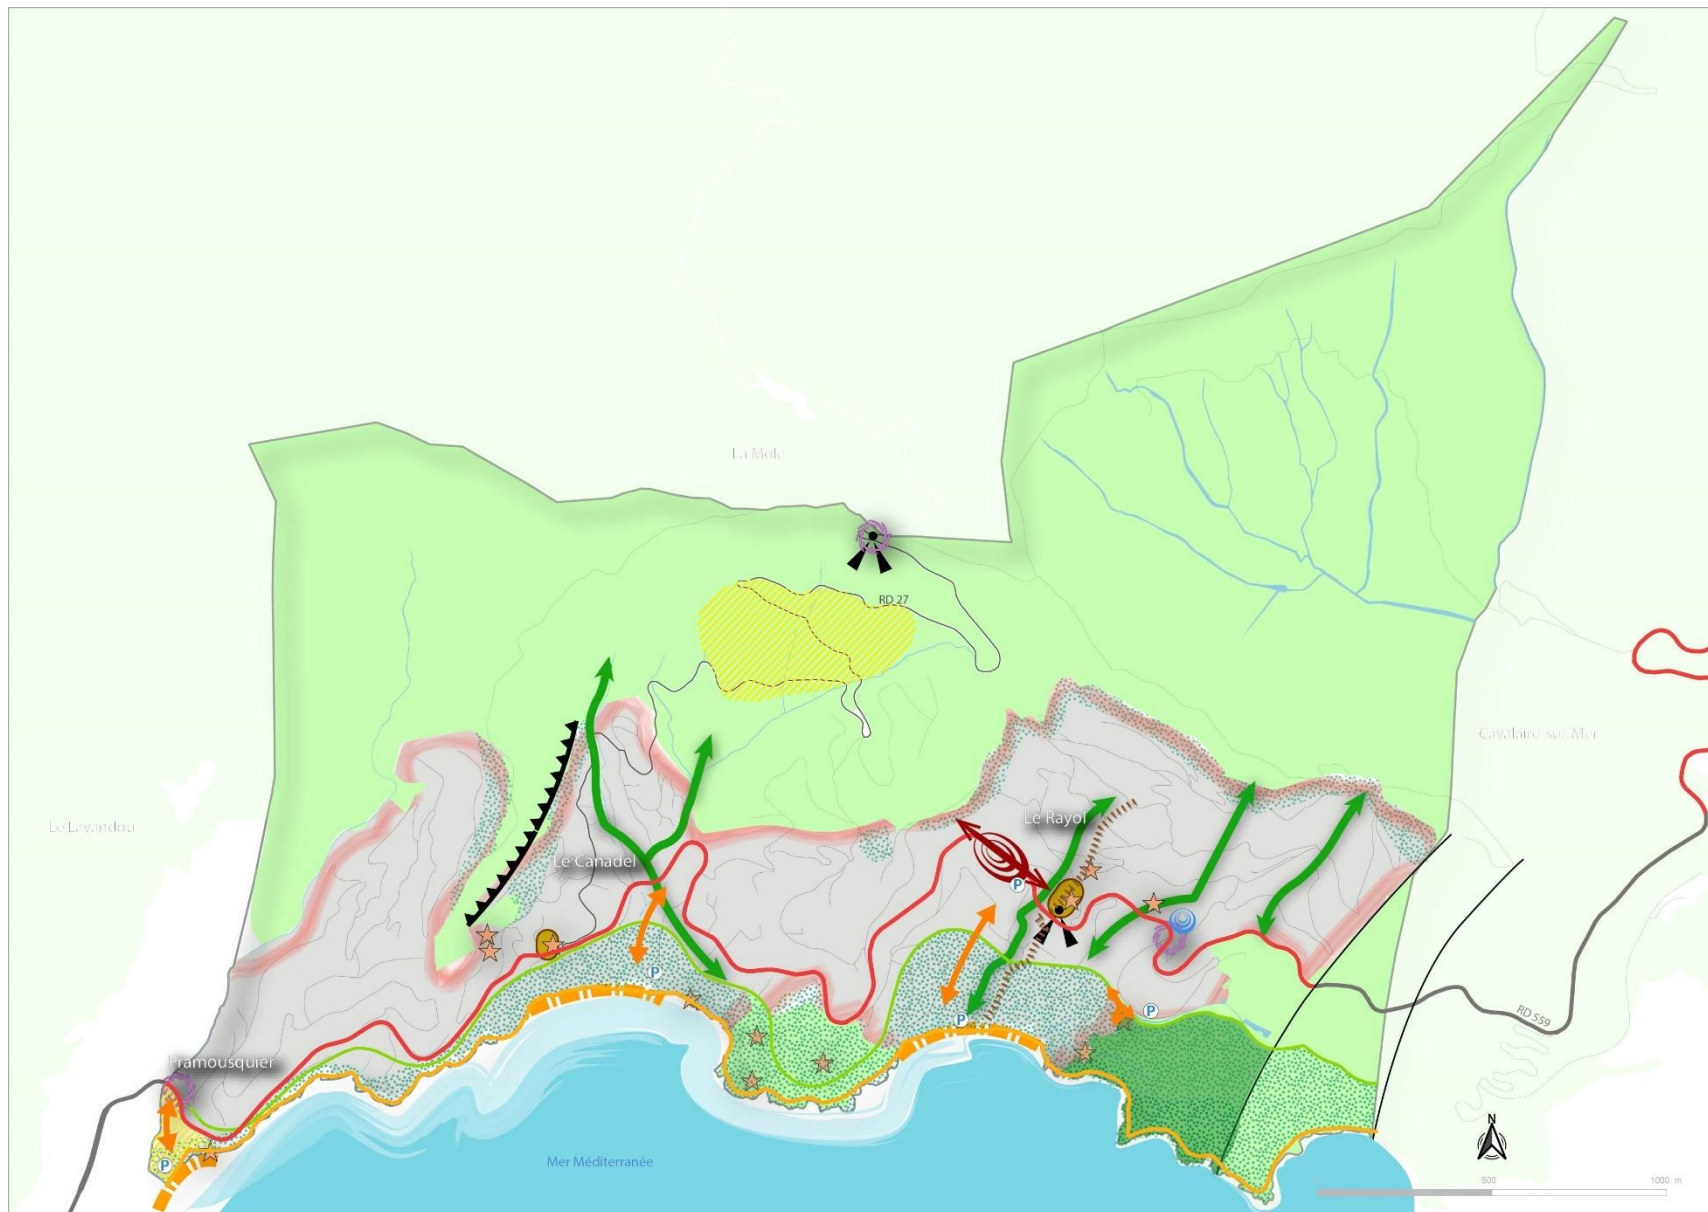 La Mole
RD 27
Cavalaire sur Mer
Le Lavandou
Le Rayol
Le Canadel
P
P
P
P
RD 559
Pramousquier
N
P
Mer Méditerranée
500
1000 m